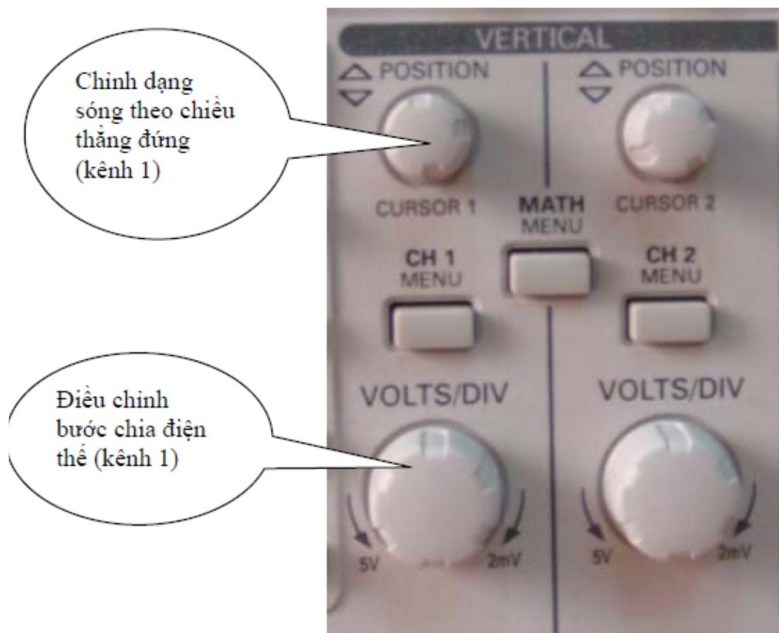 VERTICAL
POSITION
POSITION
Chỉnh dạng
sóng theo chiều
thẳng đứng
(kênh 1)
CURSOR 1
MATH
MENU
CURSOR 2
CH 1
MENU
CH 2
MENU
VOLTS/DIV
VOLTS/DIV
Điều chỉnh
bước chia điện
thế (kênh 1)
5V
2mV
5V
2mV